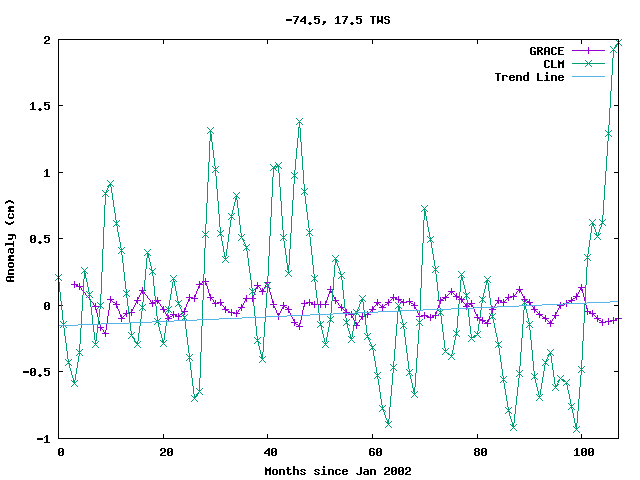 -74.5, 17.5 TWS
GRACE
CLM
Trend Line
2
1.5
1
0.5
0
-0.5
-1
Anomaly (cm)
0 20 40 60 80 100
Months since Jan 2002